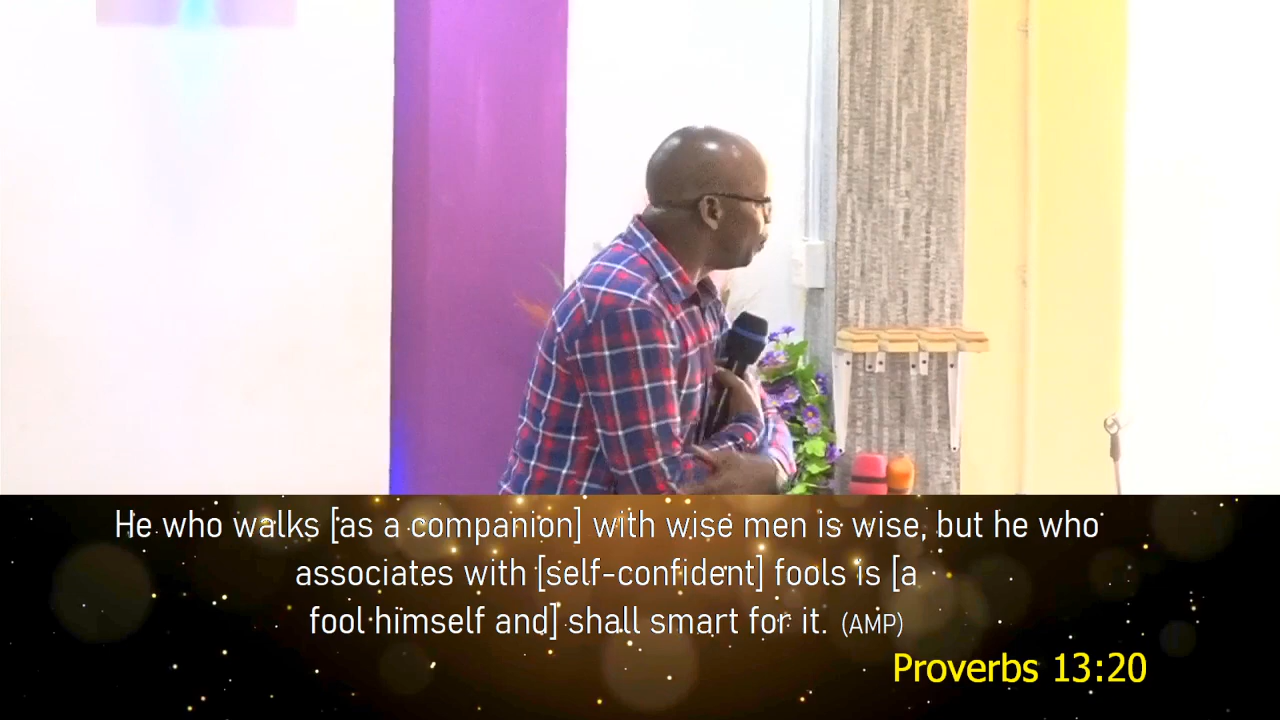 He who walks [as a companion] with wise men is wise, but he who
associates with [self-confident] fools is [a
fool himself and] shall smart for it. (AMP)
Proverbs 13:20